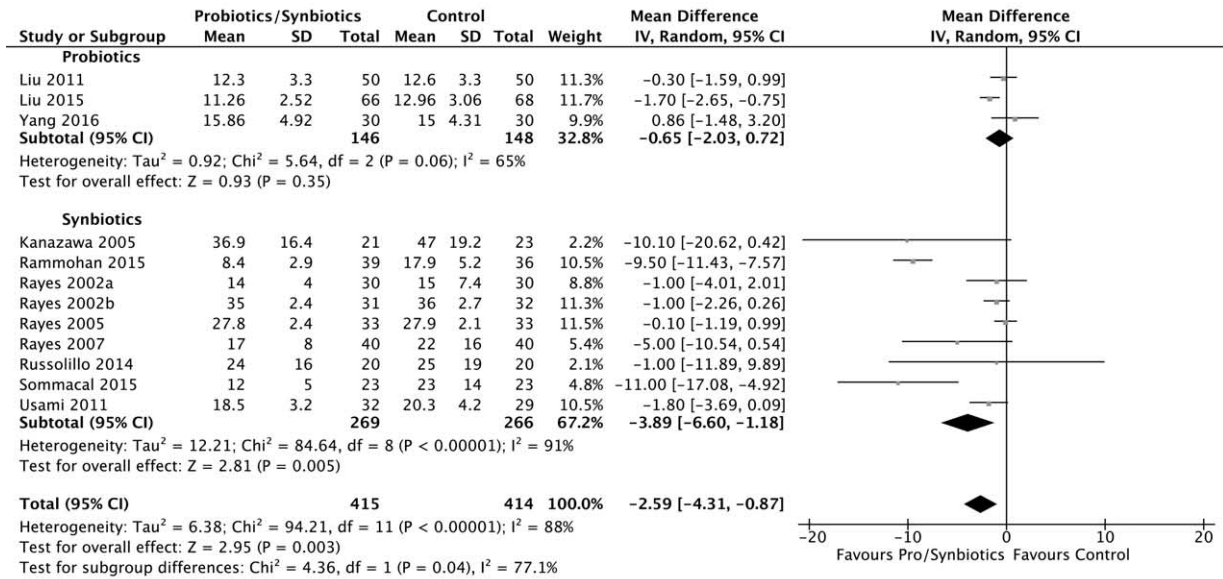 Probiotics/Synbiotics Control Mean Difference Mean Difference
Study or Subgroup Mean SD Total Mean SD Total Weight IV, Random, 95% CI IV, Random, 95% CI
Probiotics
Liu 2011 12.3 3.3 50 12.6 3.3 50 11.3% -0.30 [-1.59, 0.99]
Liu 2015 11.26 2.52 66 12.96 3.06 68 11.7% -1.70 [-2.65, -0.75]
Yang 2016 15.86 4.92 30 15 4.31 30 9.9% 0.86 [-1.48, 3.20]
Subtotal (95% CI) 146 148 32.8% -0.65 [-2.03, 0.72]
Heterogeneity: Tau² = 0.92; Chi² = 5.64, df = 2 (P = 0.06); I² = 65%
Test for overall effect: Z = 0.93 (P = 0.35)
Synbiotics
Kanazawa 2005 36.9 16.4 21 47 19.2 23 2.2% -10.10 [-20.62, 0.42]
Rammohan 2015 8.4 2.9 39 17.9 5.2 36 10.5% -9.50 [-11.43, -7.57]
Rayes 2002a 14 4 30 15 7.4 30 8.8% -1.00 [-4.01, 2.01]
Rayes 2002b 35 2.4 31 36 2.7 32 11.3% -1.00 [-2.26, 0.26]
Rayes 2005 27.8 2.4 33 27.9 2.1 33 11.5% -0.10 [-1.19, 0.99]
Rayes 2007 17 8 40 22 16 40 5.4% -5.00 [-10.54, 0.54]
Russolillo 2014 24 16 20 25 19 20 2.1% -1.00 [-11.89, 9.89]
Sommacal 2015 12 5 23 23 14 23 4.8% -11.00 [-17.08, -4.92]
Usami 2011 18.5 3.2 32 20.3 4.2 29 10.5% -1.80 [-3.69, 0.09]
Subtotal (95% CI) 269 266 67.2% -3.89 [-6.60, -1.18]
Heterogeneity: Tau² = 12.21; Chi² = 84.64, df = 8 (P < 0.00001); I² = 91%
Test for overall effect: Z = 2.81 (P = 0.005)
Total (95% CI) 415 414 100.0% -2.59 [-4.31, -0.87]
Heterogeneity: Tau² = 6.38; Chi² = 94.21, df = 11 (P < 0.00001); I² = 88%
Test for overall effect: Z = 2.95 (P = 0.003)
Test for subgroup differences: Chi² = 4.36, df = 1 (P = 0.04), I² = 77.1%
-20 -10 0 10 20
Favours Pro/Synbiotics Favours Control